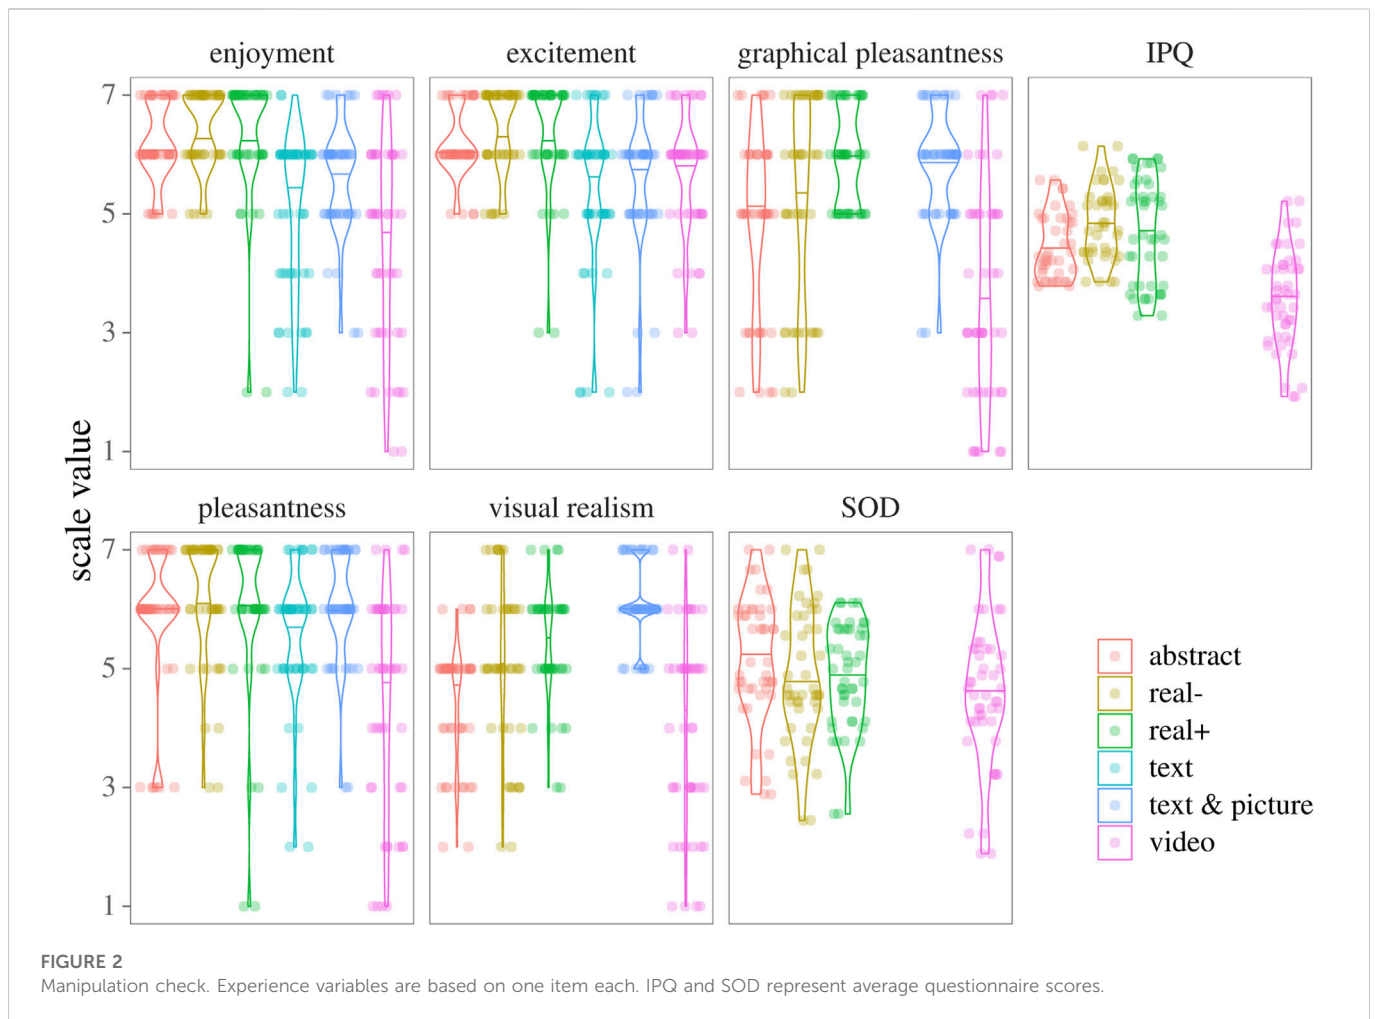 enjoyment
excitement
graphical pleasantness
IPQ
7
5
3
1
scale value
pleasantness
visual realism
SOD
7
5
3
1
abstract
real-
real+
text
text & picture
video
FIGURE 2
Manipulation check. Experience variables are based on one item each. IPQ and SOD represent average questionnaire scores.